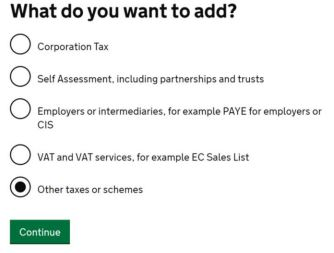 What do you want to add?
Corporation Tax
Self Assessment, including partnerships and trusts
Employers or intermediaries, for example PAYE for employers or
CIS
VAT and VAT services, for example EC Sales List
Other taxes or schemes
Continue